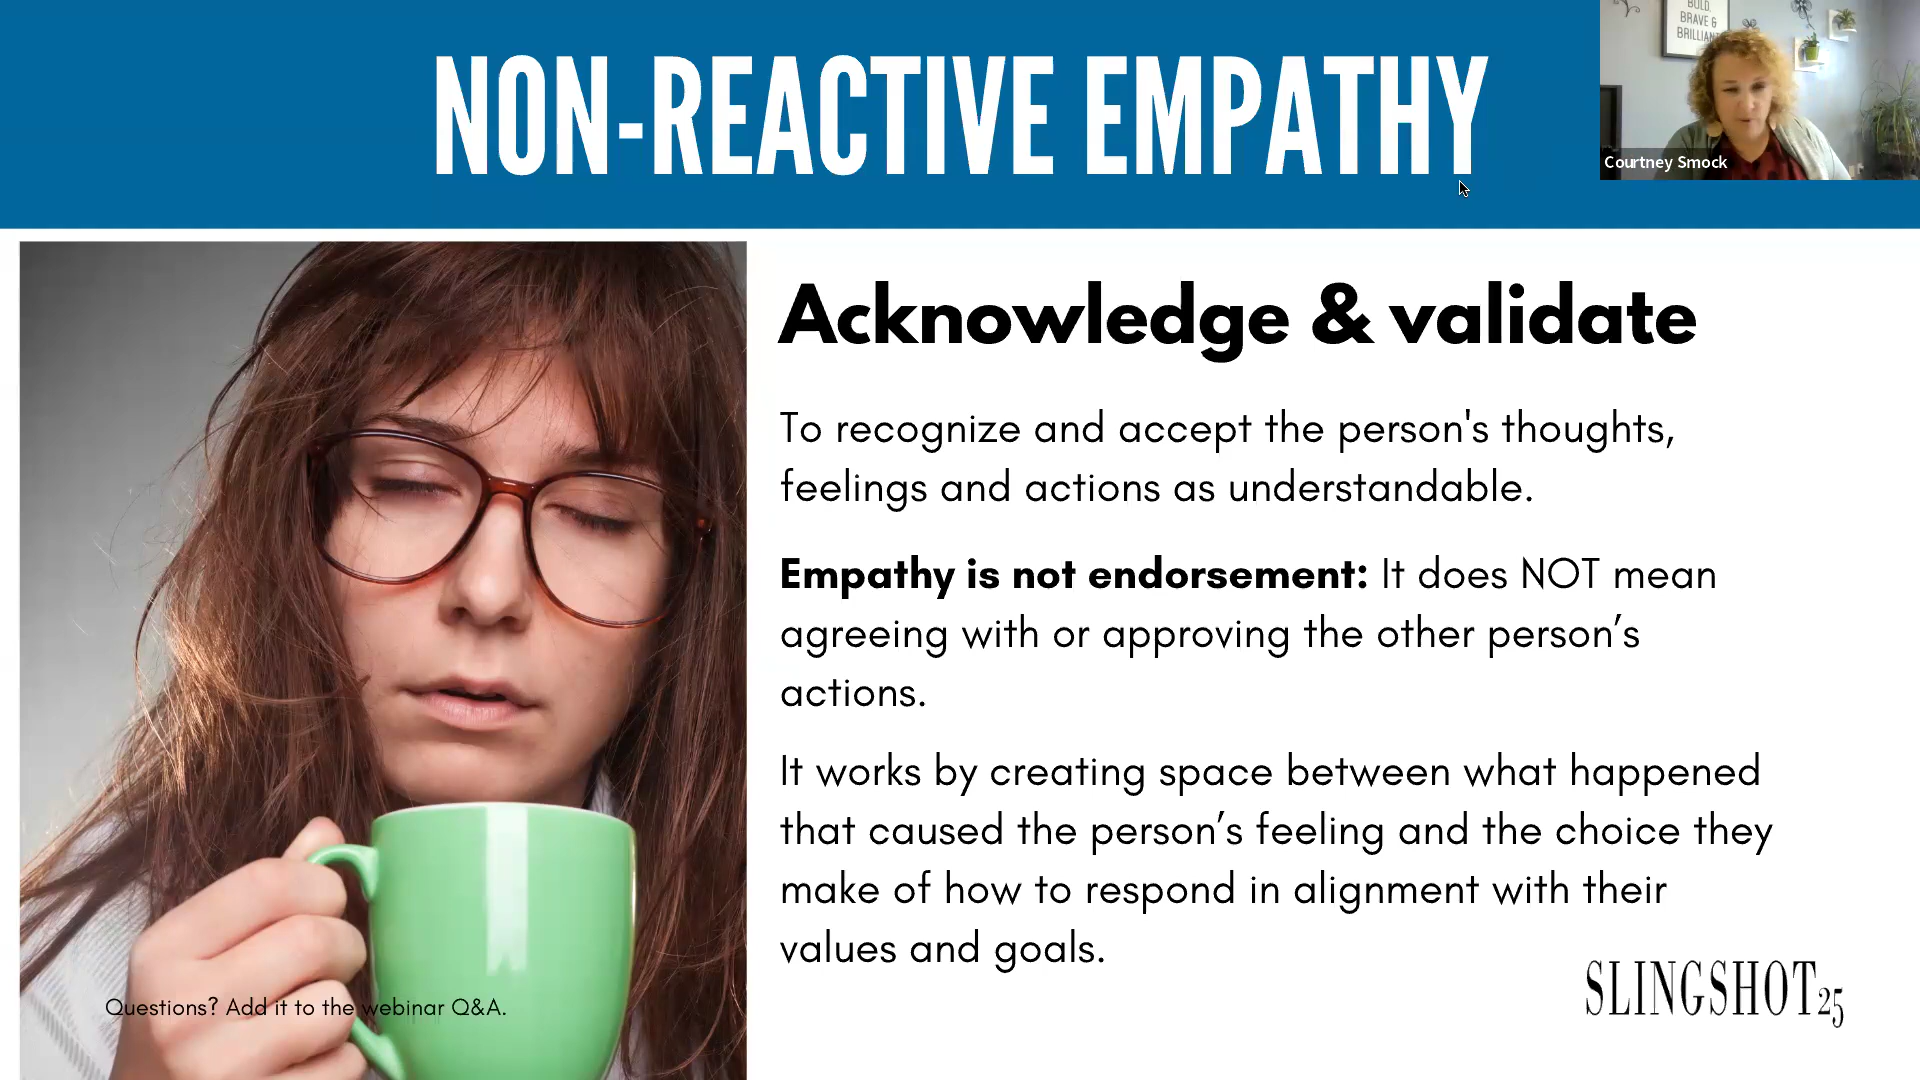 NON-REACTIVE EMPATHY
BOLD,
BRAVE &
BRILLIANT
Courtney Smock
Acknowledge & validate
To recognize and accept the person's thoughts,
feelings and actions as understandable.
Empathy is not endorsement: It does NOT mean
agreeing with or approving the other person’s
actions.
It works by creating space between what happened
that caused the person’s feeling and the choice they
make of how to respond in alignment with their
values and goals.
Questions? Add it to the webinar Q&A.
SLINGSHOT25